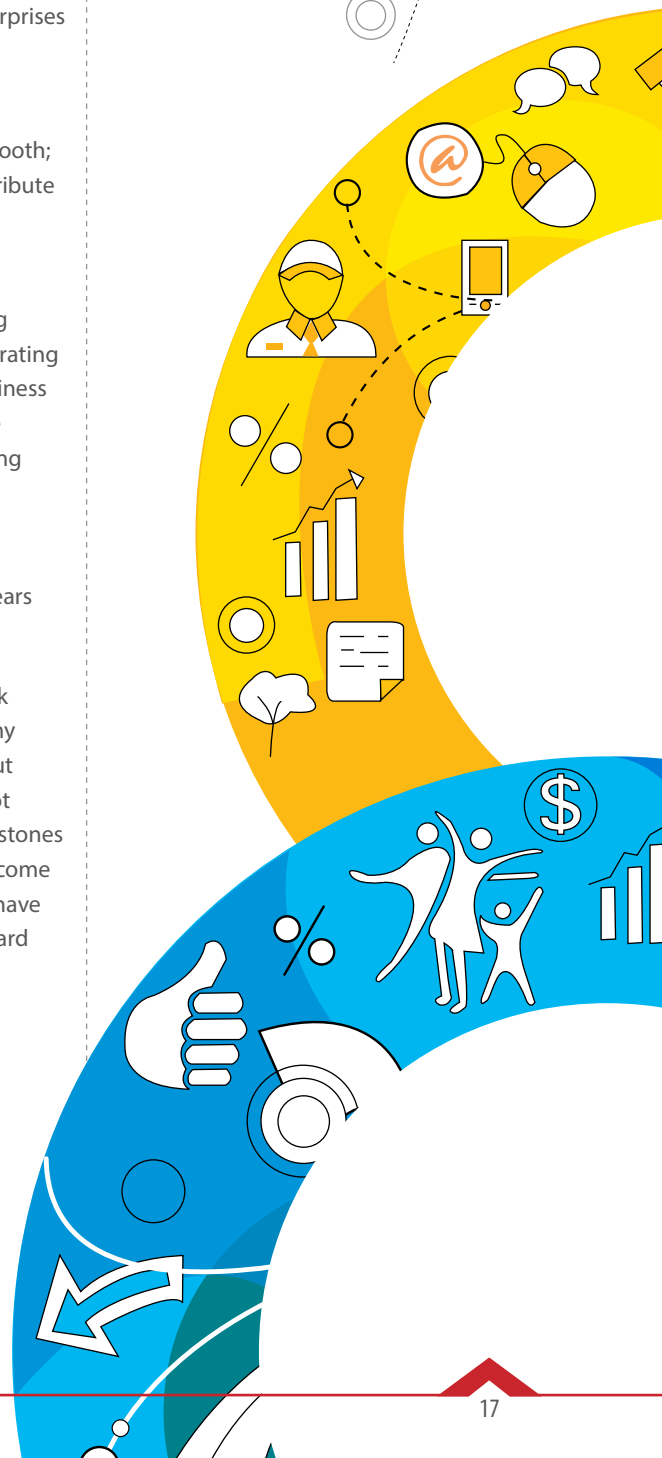 rprises
ooth;
ribute
g
rating
iness
ng
ears
k
ny
ut
ot
stones
come
have
ard
@
%
$
%
17